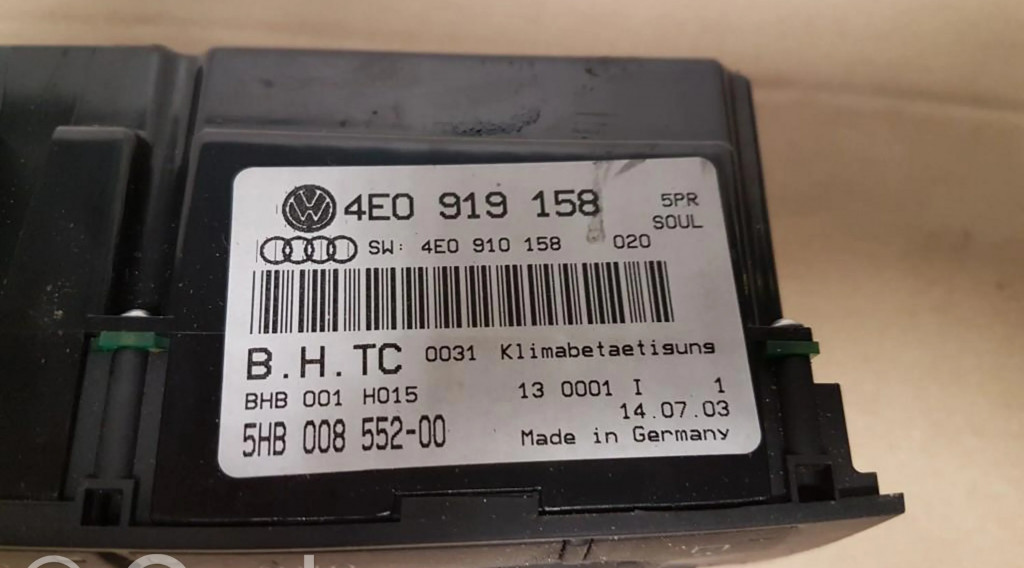 4E0 919 158 5PR
SOUL
SW: 4E0 910 158 020
B.H.TC 0031 Klimabetaetigung
BHB 001 H015 13 0001 I 1
14.07.03
5HB 008 552-00 Made in Germany